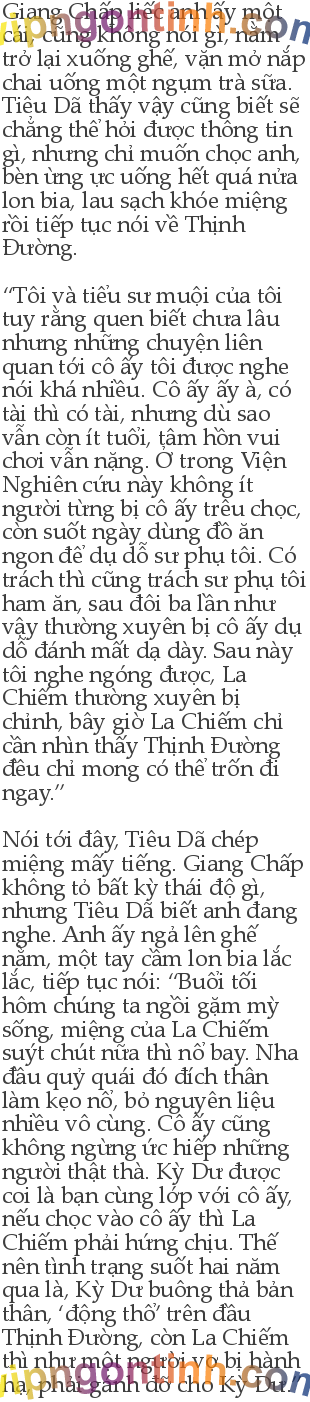 Giang Chấp liếc anh ấy một
cái, cũng không nói gì, nằm
trở lại xuống ghế, vặn mở nắp
chai uống một ngụm trà sữa.
Tiêu Dã thấy vậy cũng biết sẽ
chẳng thể hỏi được thông tin
gì, nhưng chỉ muốn chọc anh,
bèn ừng ực uống hết quá nửa
lon bia, lau sạch khóe miệng
rồi tiếp tục nói về Thịnh
Đường.
“Tôi và tiểu sư muội của tôi
tuy rằng quen biết chưa lâu
nhưng những chuyện liên
quan tới cô ấy tôi được nghe
nói khá nhiều. Cô ấy ấy à, có
tài thì có tài, nhưng dù sao
vẫn còn ít tuổi, tâm hồn vui
chơi vẫn nặng. Ở trong Viện
Nghiên cứu này không ít
người từng bị cô ấy trêu chọc,
còn suốt ngày dùng đồ ăn
ngon để dụ dỗ sư phụ tôi. Có
trách thì cũng trách sư phụ tôi
ham ăn, sau đôi ba lần như
vậy thường xuyên bị cô ấy dụ
dỗ đánh mất dạ dày. Sau này
tôi nghe ngóng được, La
Chiếm thường xuyên bị
chỉnh, bây giờ La Chiếm chỉ
cần nhìn thấy Thịnh Đường
đều chỉ mong có thể trốn đi
ngay.”
Nói tới đây, Tiêu Dã chép
miệng mấy tiếng. Giang Chấp
không tỏ bất kỳ thái độ gì,
nhưng Tiêu Dã biết anh đang
nghe. Anh ấy ngả lên ghế
nằm, một tay cầm lon bia lắc
lắc, tiếp tục nói: “Buổi tối
hôm chúng ta ngồi gặm mỳ
sống, miệng của La Chiếm
suýt chút nữa thì nổ bay. Nha
đầu quỷ quái đó đích thân
làm kẹo nổ, bỏ nguyên liệu
nhiều vô cùng. Cô ấy cũng
không ngừng ức hiếp những
người thật thà. Kỳ Dư được
coi là bạn cùng lớp với cô ấy,
nếu chọc vào cô ấy thì La
Chiếm phải hứng chịu. Thế
nên tình trạng suốt hai năm
qua là, Kỳ Dư buông thả bản
thân, ‘động thổ’ trên đầu
Thịnh Đường, còn La Chiếm
thì như một người vợ bị hành
hạ, phải gánh đỡ cho Kỳ Dư.
vipngontinh.com
vipngontinh.com